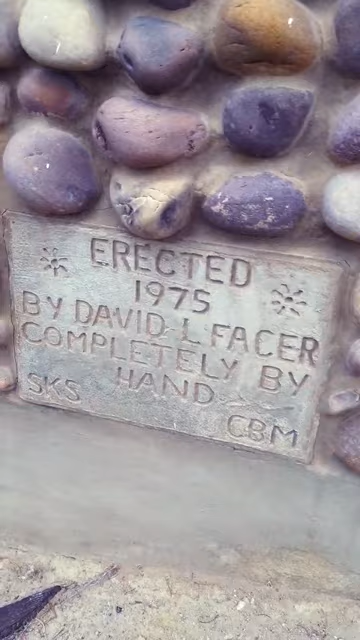 ERECTED
1975
BY DAVID L FACER
COMPLETELY BY
HAND
SKS CBM